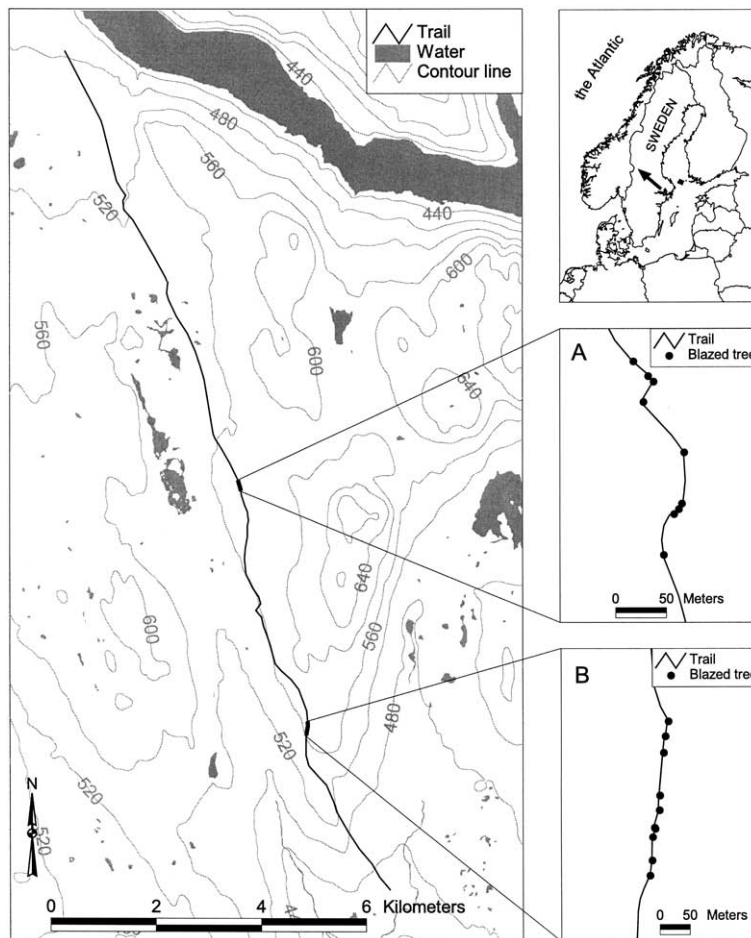 Trail
Water
Contour line
440
480
560
520
440
600
560
600
640
640
600
560
480
520
520
520
N
0 2 4 6 Kilometers
the Atlantic
SWEDEN
A
Trail
Blazed tree
0 50 Meters
B
Trail
Blazed tree
0 50 Meters